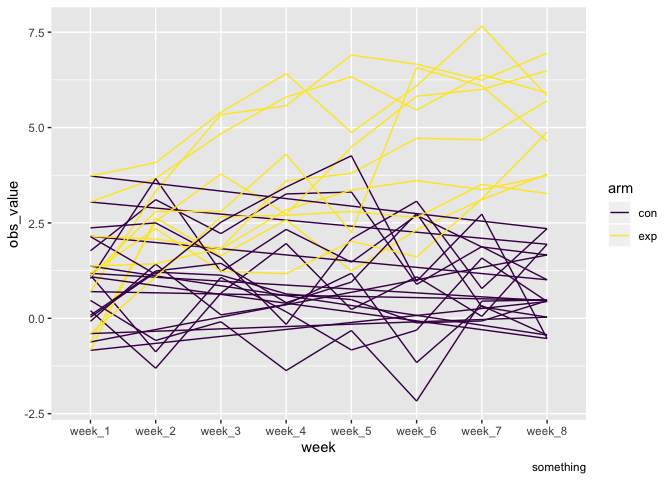 7.5
5.0
2.5
0.0
-2.5
obs_value
week_1 week_2 week_3 week_4 week_5 week_6 week_7 week_8
week
arm
con
exp
something